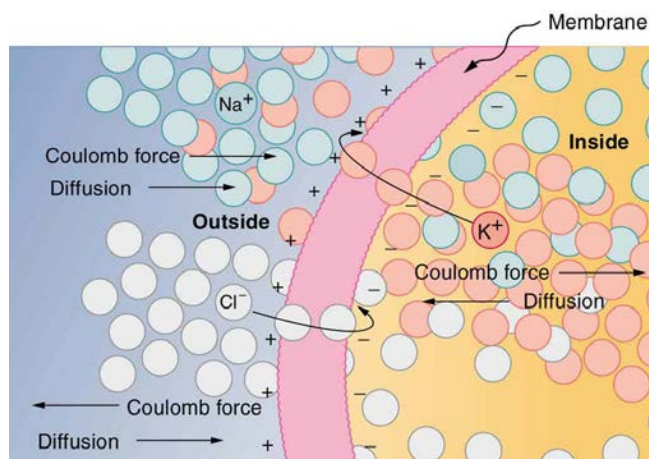 Membrane
Na⁺
Inside
Coulomb force
Diffusion
Outside
K⁺
Coulomb force
Diffusion
Cl⁻
Coulomb force
Diffusion
+ + + + + + + + + +
− − − − − − − − − −